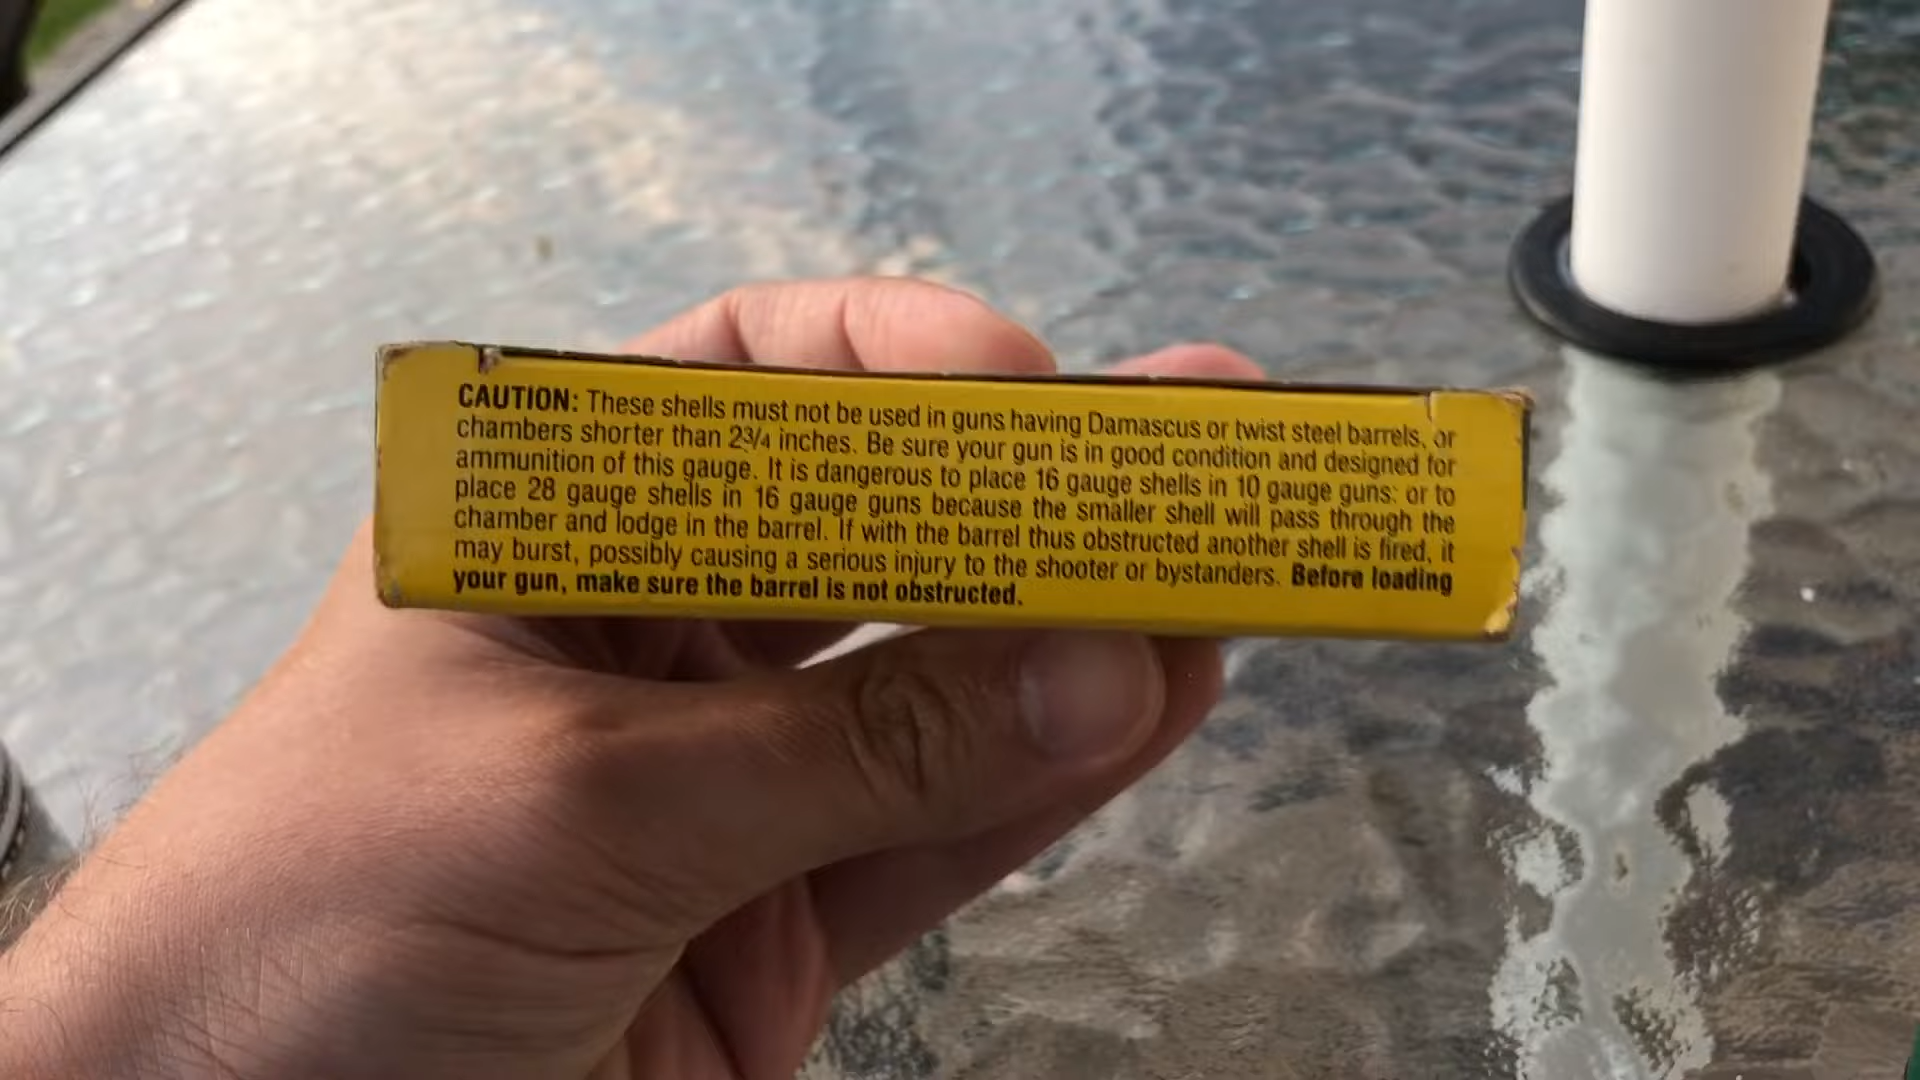 CAUTION: These shells must not be used in guns having Damascus or twist steel barrels, or
chambers shorter than 2 3/4 inches. Be sure your gun is in good condition and designed for
ammunition of this gauge. It is dangerous to place 16 gauge shells in 10 gauge guns: or to
place 28 gauge shells in 16 gauge guns because the smaller shell will pass through the
chamber and lodge in the barrel. If with the barrel thus obstructed another shell is fired, it
may burst, possibly causing a serious injury to the shooter or bystanders. Before loading
your gun, make sure the barrel is not obstructed.